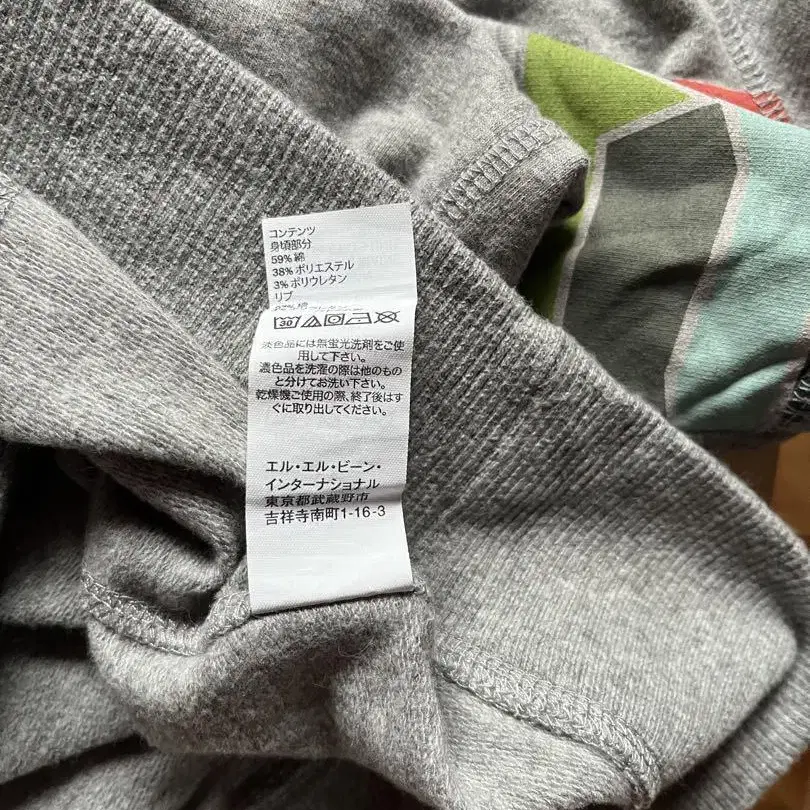 コンテンツ
身頃部分
59% 綿
38% ポリエステル
3% ポリウレタン
リブ
30
淡色品には無蛍光洗剤をご使
用して下さい。
濃色品を洗濯の際は他のもの
と分けてお洗い下さい。
乾燥機ご使用の際、終了後はす
ぐに取り出してください。
エル・エル・ビーン・
インターナショナル
東京都武蔵野市
吉祥寺南町1-16-3